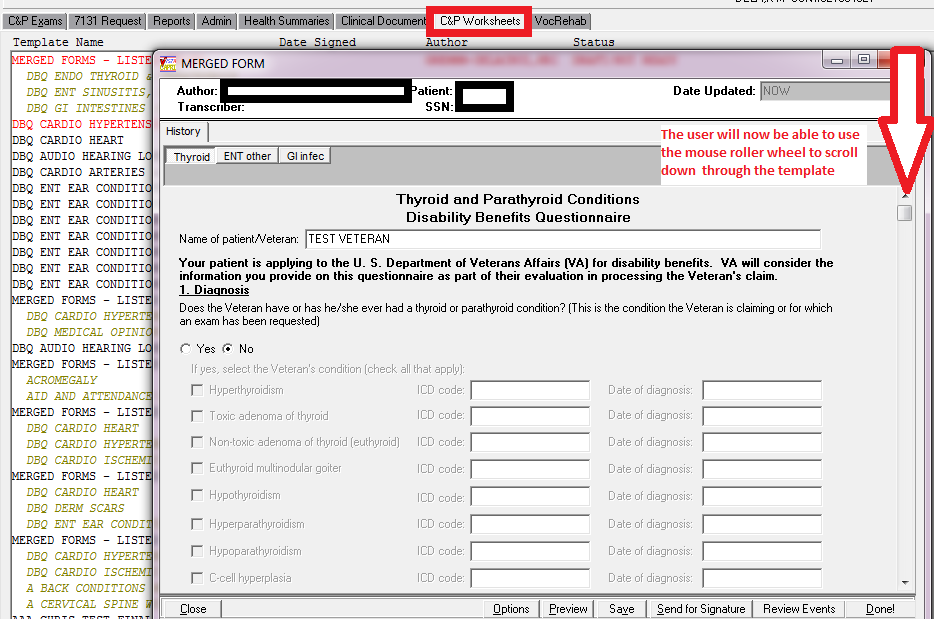 C&P Exams 7131 Request Reports Admin Health Summaries Clinical Document C&P Worksheets VocRehab
Template Name Date Signed Author Status
MERGED FORMS - LISTE
DBQ ENDO THYROID &
DBQ ENT SINUSITIS,
DBQ GI INTESTINES
DBQ CARDIO HYPERTENS
DBQ CARDIO HEART
DBQ AUDIO HEARING LO
DBQ CARDIO ARTERIES
DBQ ENT EAR CONDITIO
DBQ ENT EAR CONDITIO
DBQ ENT EAR CONDITIO
DBQ ENT EAR CONDITIO
DBQ ENT EAR CONDITIO
DBQ ENT EAR CONDITIO
DBQ ENT EAR CONDITIO
MERGED FORMS - LISTE
DBQ CARDIO HYPERTE
DBQ MEDICAL OPINIO
DBQ AUDIO HEARING LO
MERGED FORMS - LISTE
ACROMEGALY
AID AND ATTENDANCE
MERGED FORMS - LISTE
DBQ CARDIO HEART
DBQ CARDIO HYPERTE
DBQ CARDIO ISCHEMI
MERGED FORMS - LISTE
DBQ CARDIO HEART
DBQ DERM SCARS
DBQ ENT EAR CONDIT
MERGED FORMS - LISTE
DBQ CARDIO HYPERTE
DBQ CARDIO ISCHEMI
A BACK CONDITIONS
A CERVICAL SPINE W
MERGED FORM
Author: Patient: Date Updated: NOW
Transcriber: SSN:
History
Thyroid ENT other GI infec
The user will now be able to use
the mouse roller wheel to scroll
down through the template
Thyroid and Parathyroid Conditions
Disability Benefits Questionnaire
Name of patient/Veteran: TEST VETERAN
Your patient is applying to the U. S. Department of Veterans Affairs (VA) for disability benefits. VA will consider the
information you provide on this questionnaire as part of their evaluation in processing the Veteran's claim.
1. Diagnosis
Does the Veteran have or has he/she ever had a thyroid or parathyroid condition? (This is the condition the Veteran is claiming or for which
an exam has been requested)
Yes No
If yes, select the Veteran's condition (check all that apply):
Hyperthyroidism ICD code: Date of diagnosis:
Toxic adenoma of thyroid ICD code: Date of diagnosis:
Non-toxic adenoma of thyroid (euthyroid) ICD code: Date of diagnosis:
Euthyroid multinodular goiter ICD code: Date of diagnosis:
Hypothyroidism ICD code: Date of diagnosis:
Hyperparathyroidism ICD code: Date of diagnosis:
Hypoparathyroidism ICD code: Date of diagnosis:
C-cell hyperplasia ICD code: Date of diagnosis:
Close Options Preview Save Send for Signature Review Events Done!